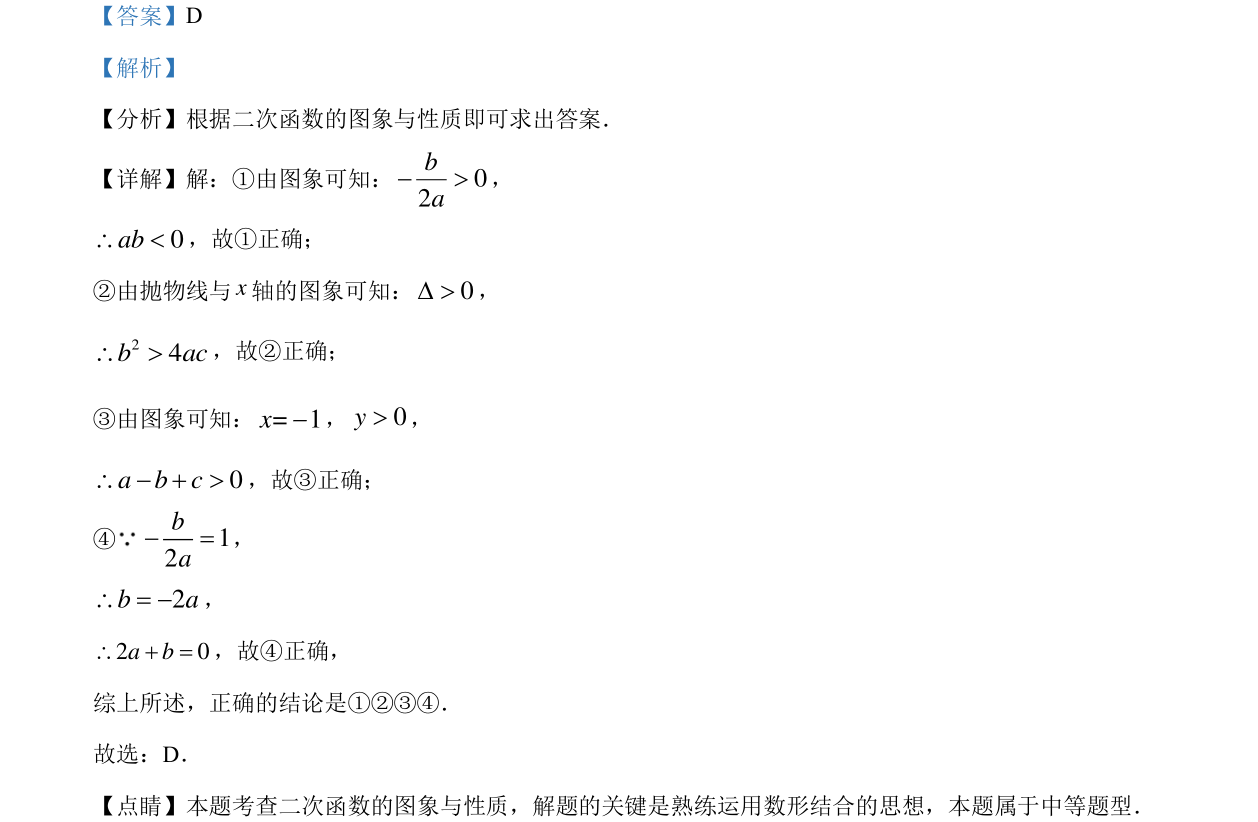 【答案】D
【解析】
【分析】根据二次函数的图象与性质即可求出答案．
【详解】解：①由图象可知：$-\frac{b}{2a}>0$，
∴$ab<0$，故①正确；
②由抛物线与$x$轴的图象可知：$\Delta>0$，
∴$b^2>4ac$，故②正确；
③由图象可知：$x=-1$，$y>0$，
∴$a-b+c>0$，故③正确；
④∵$-\frac{b}{2a}=1$，
∴$b=-2a$，
∴$2a+b=0$，故④正确，
综上所述，正确的结论是①②③④．
故选：D．
【点睛】本题考查二次函数的图象与性质，解题的关键是熟练运用数形结合的思想，本题属于中等题型．